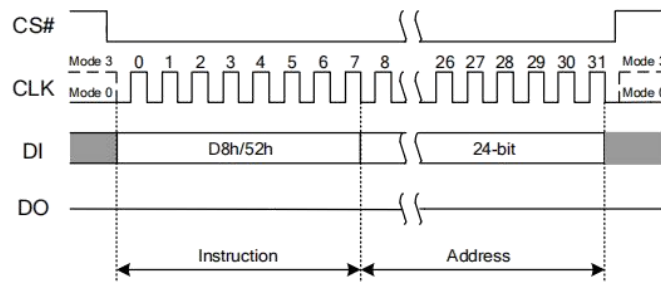 CS#
Mode 3 0 1 2 3 4 5 6 7 8 26 27 28 29 30 31 Mode 3
CLK
Mode 0 Mode 0
DI D8h/52h 24-bit
DO
Instruction Address